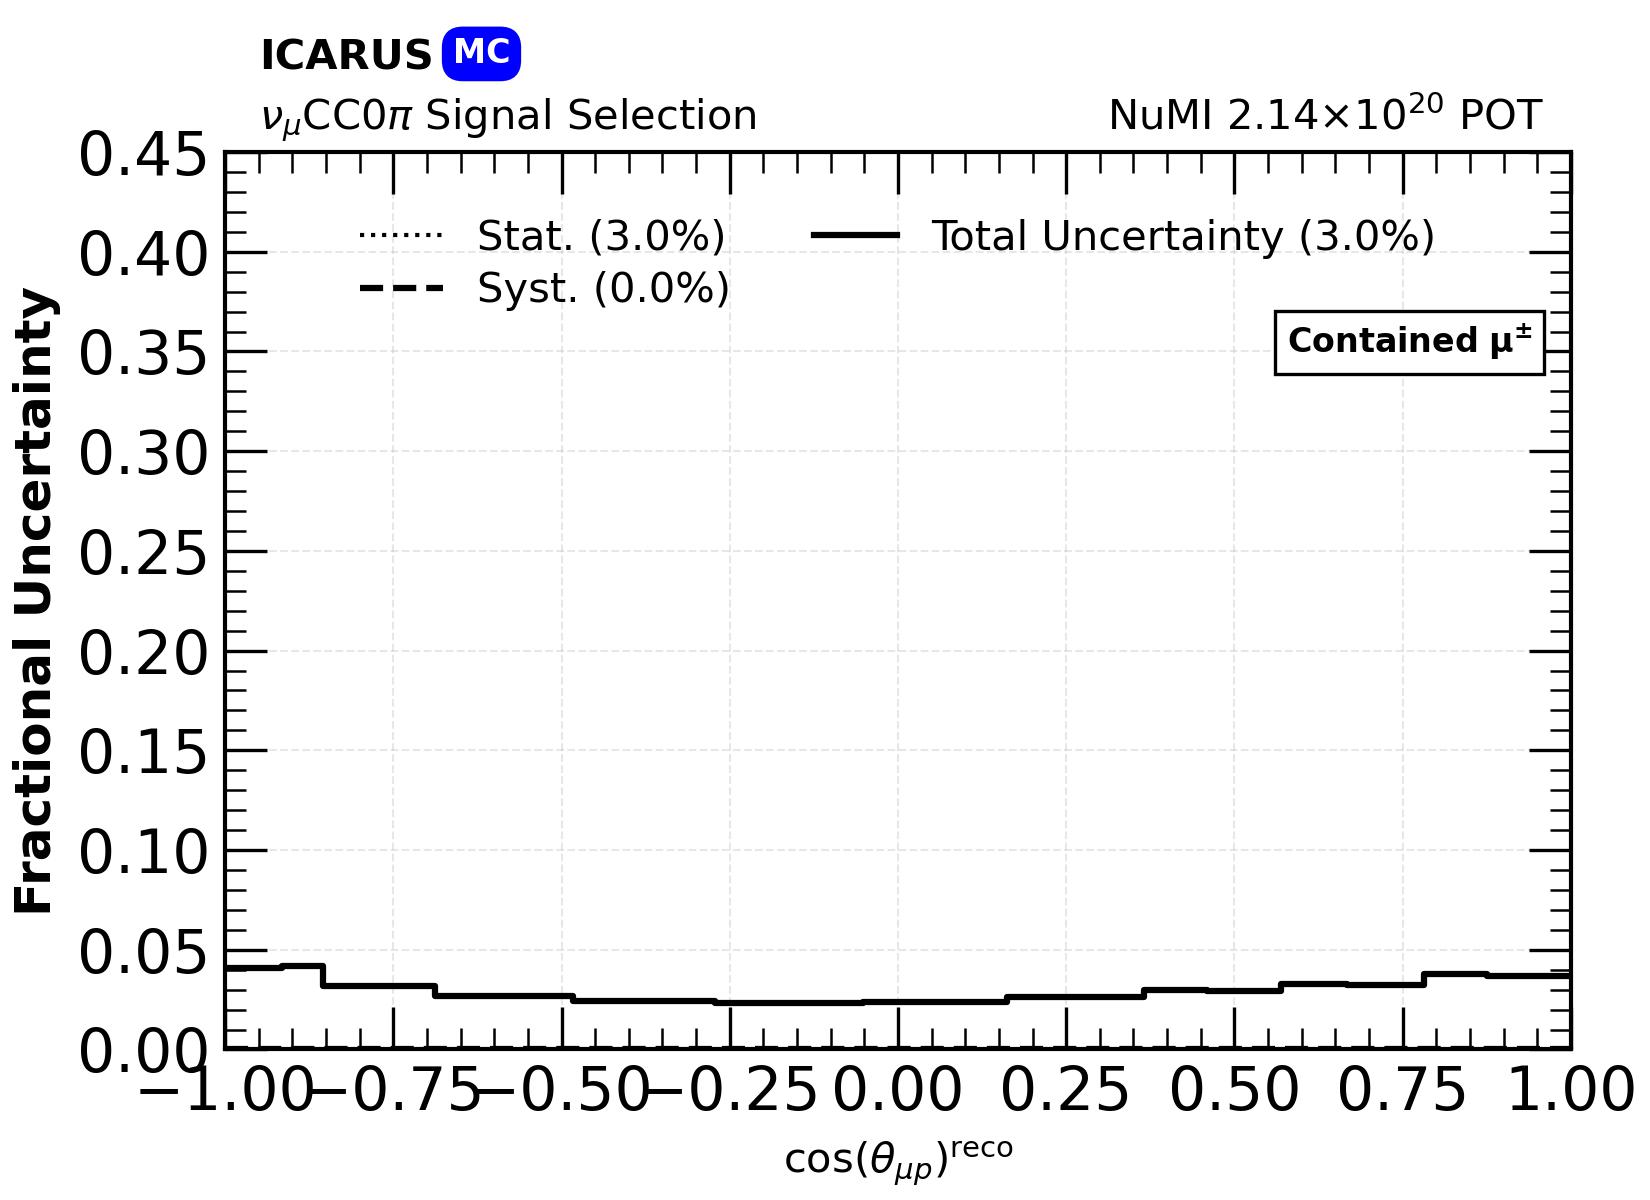 ICARUS MC
νμCC0π Signal Selection NuMI 2.14×10²⁰ POT
0.45
0.40
0.35
0.30
0.25
0.20
0.15
0.10
0.05
0.00
Fractional Uncertainty
Stat. (3.0%) Total Uncertainty (3.0%)
Syst. (0.0%)
Contained μ±
−1.00 −0.75 −0.50 −0.25 0.00 0.25 0.50 0.75 1.00
cos(θμp)reco